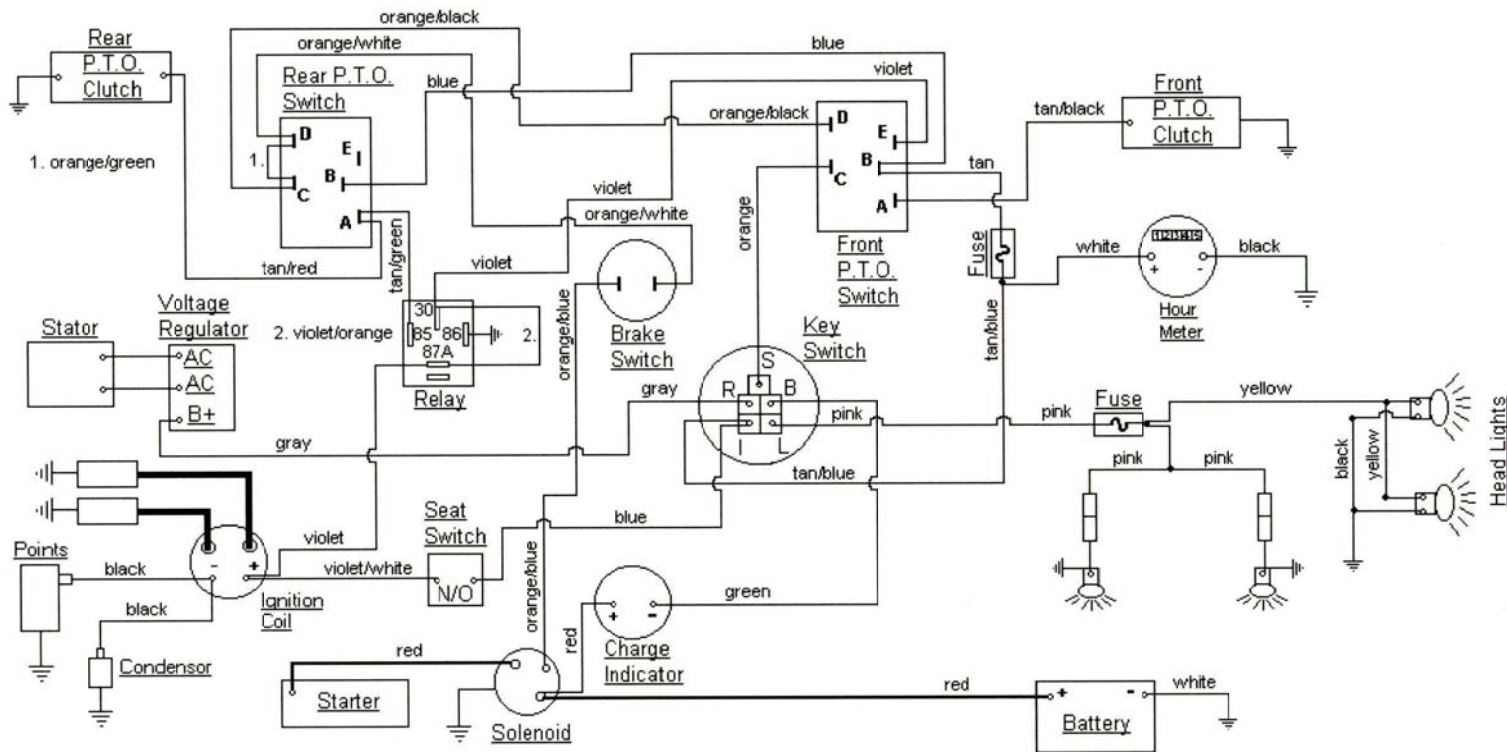 orange/black
orange/white
Rear
P.T.O.
Clutch
Rear P.T.O.
Switch
blue
blue
violet
orange/black
tan/black
Front
P.T.O.
Clutch
1. orange/green
D
1.
E
B
C
A
D
E
B
C
A
tan
violet
orange/white
orange
tan/red
tan/green
violet
Front
P.T.O.
Switch
Fuse
white
12345
black
+ -
Hour
Meter
Stator
Voltage
Regulator
AC
AC
B+
2. violet/orange
30
85 86
87A
2.
Relay
orange/blue
Brake
Switch
Key
Switch
S
R B
I L
tan/blue
gray
gray
pink
pink
Fuse
yellow
pink
pink
black
yellow
Head Lights
tan/blue
blue
Seat
Switch
N/O
violet
violet/white
Points
black
black
- +
Ignition
Coil
Condensor
orange/blue
green
red
+ -
Charge
Indicator
red
Starter
Solenoid
red
+ -
Battery
white